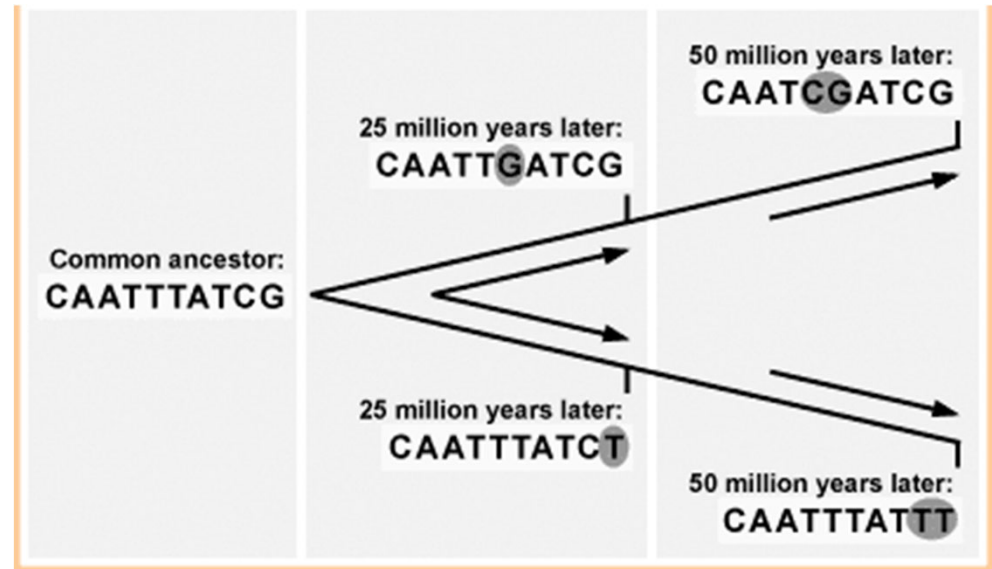 Common ancestor:
CAATTTATCG
25 million years later:
CAATTGATCG
25 million years later:
CAATTTATCT
50 million years later:
CAATCGATCG
50 million years later:
CAATTTATTT